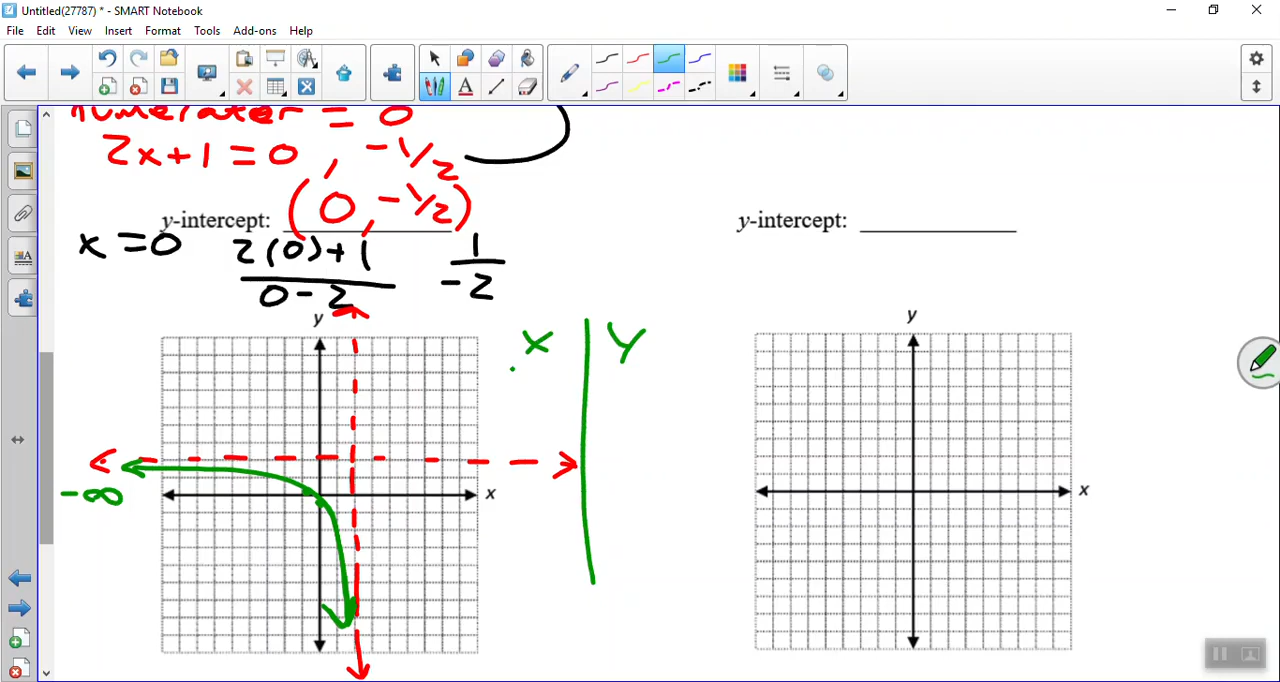 Untitled(27787) * - SMART Notebook
File Edit View Insert Format Tools Add-ons Help
numerater = 0
2x+1=0, -1/2
(0, -1/2)
y-intercept:
x=0 2(0)+1 1
0-2 -2
y
X Y
x
-∞
y-intercept:
y
x